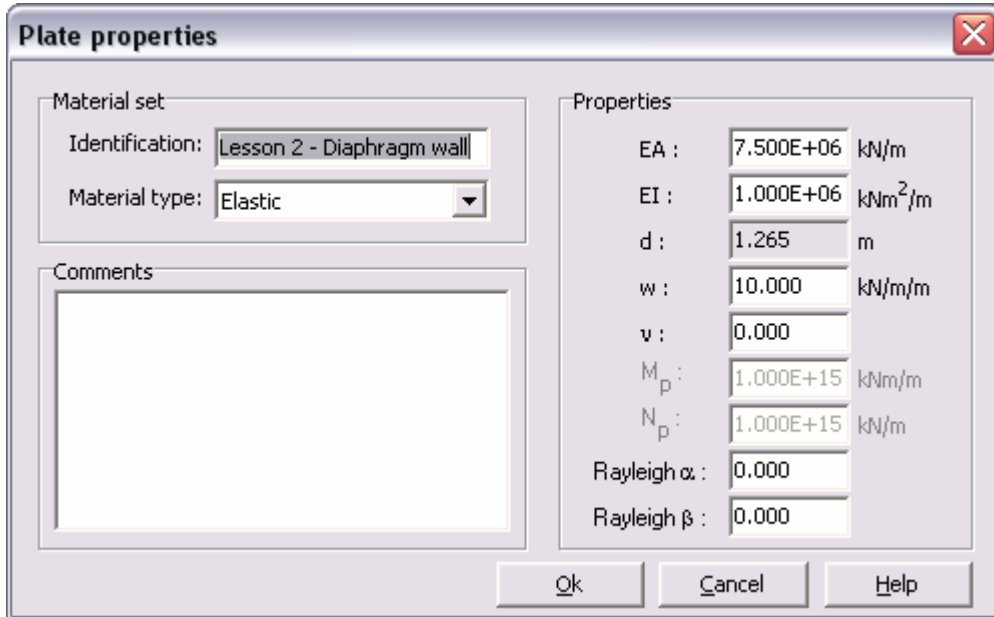 Plate properties
Material set
Identification: Lesson 2 - Diaphragm wall
Material type: Elastic
Comments
Properties
EA : 7.500E+06 kN/m
EI : 1.000E+06 kNm²/m
d : 1.265 m
w : 10.000 kN/m/m
ν : 0.000
Mp : 1.000E+15 kNm/m
Np : 1.000E+15 kN/m
Rayleigh α : 0.000
Rayleigh β : 0.000
Ok Cancel Help